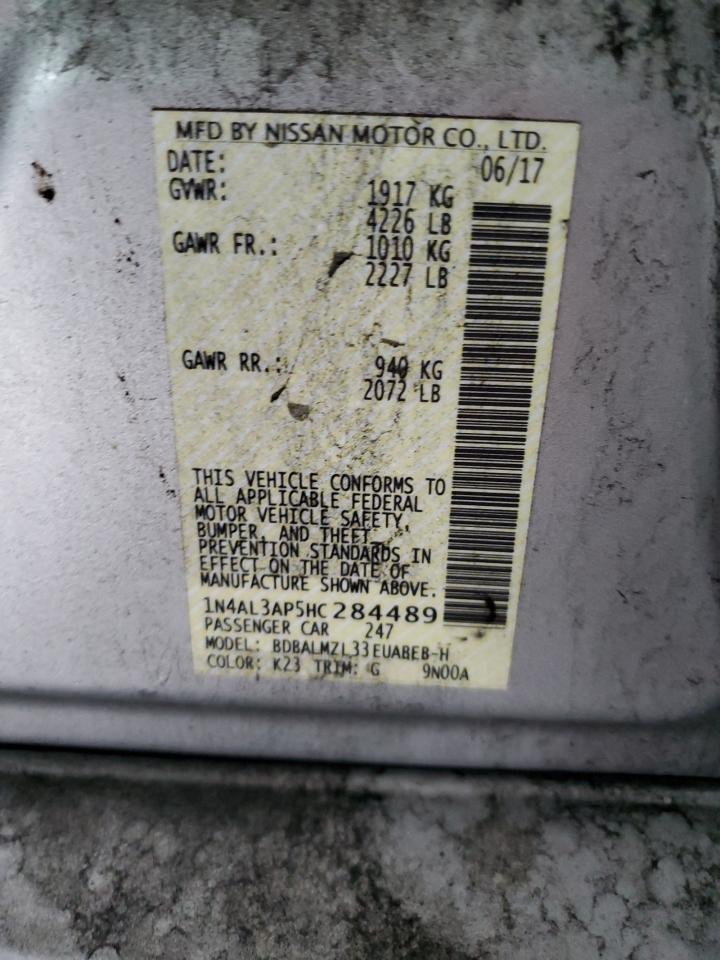 MFD BY NISSAN MOTOR CO., LTD.
DATE: 06/17
GVWR: 1917 KG
4226 LB
GAWR FR.: 1010 KG
2227 LB
GAWR RR.: 940 KG
2072 LB
THIS VEHICLE CONFORMS TO
ALL APPLICABLE FEDERAL
MOTOR VEHICLE SAFETY,
BUMPER, AND THEFT
PREVENTION STANDARDS IN
EFFECT ON THE DATE OF
MANUFACTURE SHOWN ABOVE.
1N4AL3AP5HC284489
PASSENGER CAR 247
MODEL: BDBALMZL33EUABEB-H
COLOR: K23 TRIM: G 9N00A